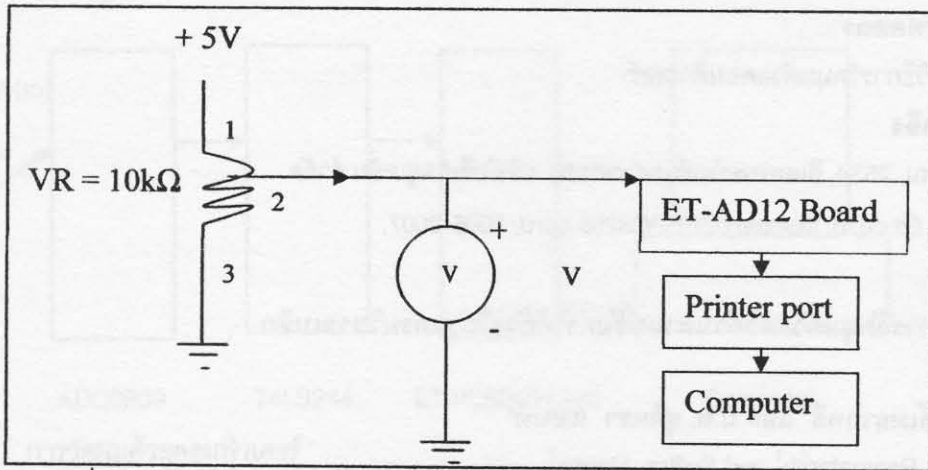 + 5V
1
VR = 10kΩ
2
3
+
V
V
ET-AD12 Board
Printer port
Computer